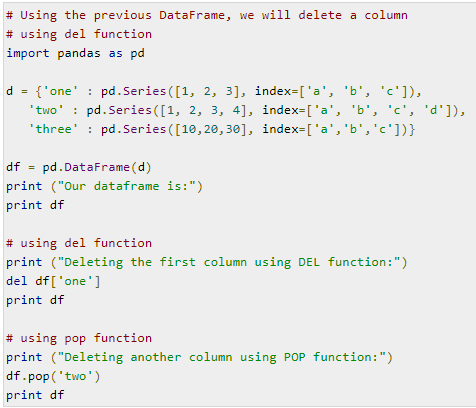 # Using the previous DataFrame, we will delete a column
# using del function
import pandas as pd
d = {'one' : pd.Series([1, 2, 3], index=['a', 'b', 'c']),
   'two' : pd.Series([1, 2, 3, 4], index=['a', 'b', 'c', 'd']),
   'three' : pd.Series([10,20,30], index=['a','b','c'])}
df = pd.DataFrame(d)
print ("Our dataframe is:")
print df
# using del function
print ("Deleting the first column using DEL function:")
del df['one']
print df
# using pop function
print ("Deleting another column using POP function:")
df.pop('two')
print df